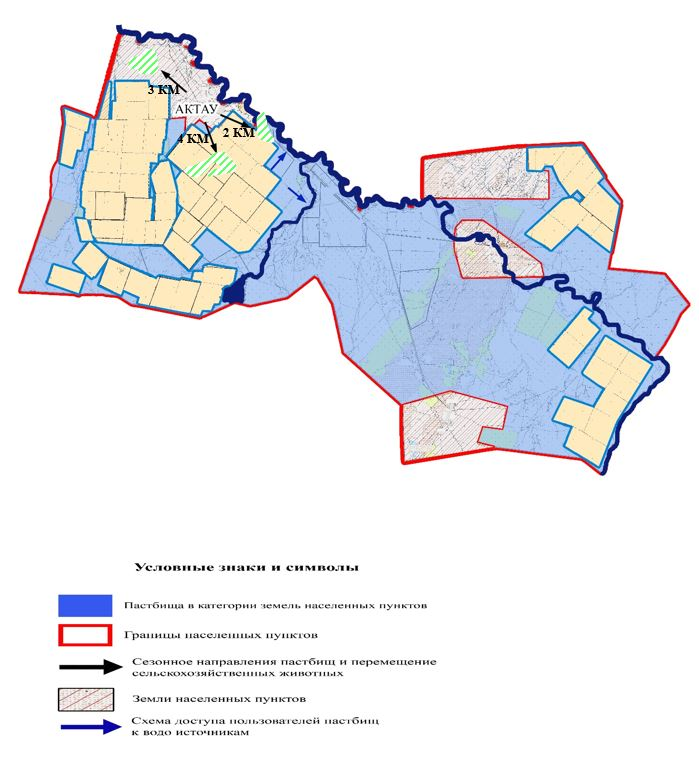 3 КМ
АКТАУ
2 КМ
4 КМ
Условные знаки и символы
Пастбища в категории земель населенных пунктов
Границы населенных пунктов
Сезонное направления пастбищ и перемещение
сельскохозяйственных животных
Земли населенных пунктов
Схема доступа пользователей пастбищ
к водо источникам